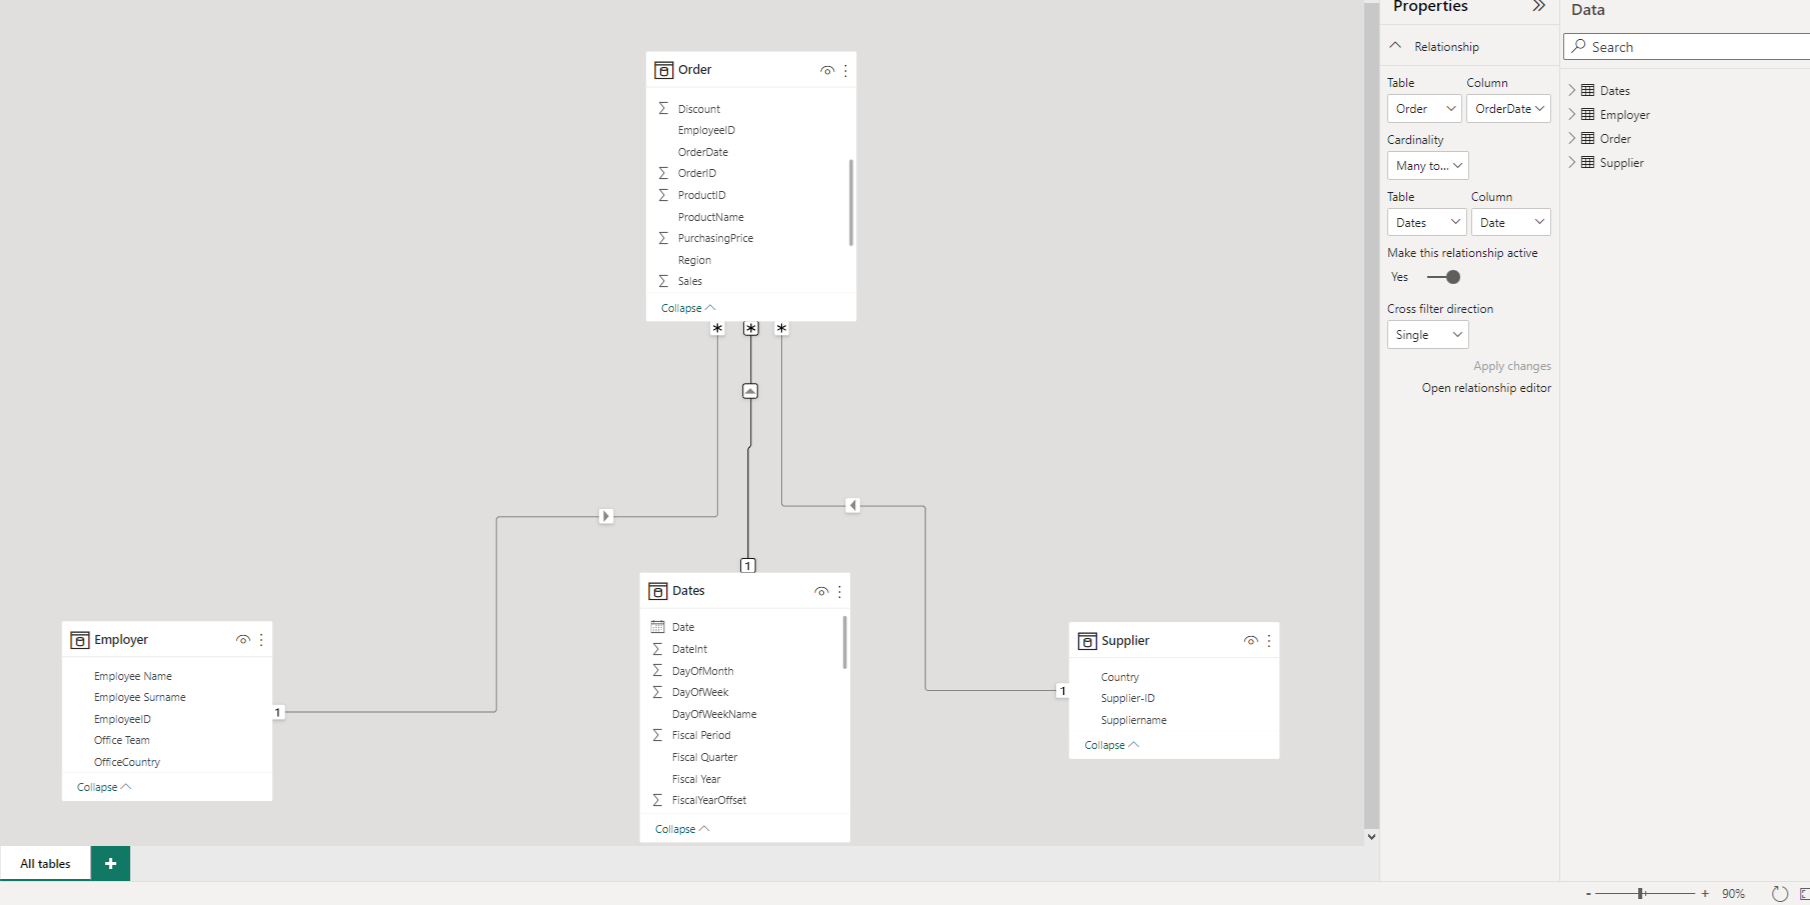 Order
Discount
EmployeeID
OrderDate
OrderID
ProductID
ProductName
PurchasingPrice
Region
Sales
Collapse
*
*
*
1
Dates
Date
DateInt
DayOfMonth
DayOfWeek
DayOfWeekName
Fiscal Period
Fiscal Quarter
Fiscal Year
FiscalYearOffset
Collapse
Employer
Employee Name
Employee Surname
EmployeeID
Office Team
OfficeCountry
Collapse
1
1
Supplier
Country
Supplier-ID
Suppliername
Collapse
All tables
+
Properties
Relationship
Table Column
Order OrderDate
Cardinality
Many to...
Table Column
Dates Date
Make this relationship active
Yes
Cross filter direction
Single
Apply changes
Open relationship editor
Data
Search
Dates
Employer
Order
Supplier
- + 90%